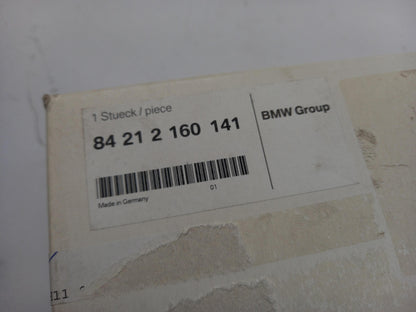 1 Stueck / piece
84 21 2 160 141
BMW Group
01
Made in Germany